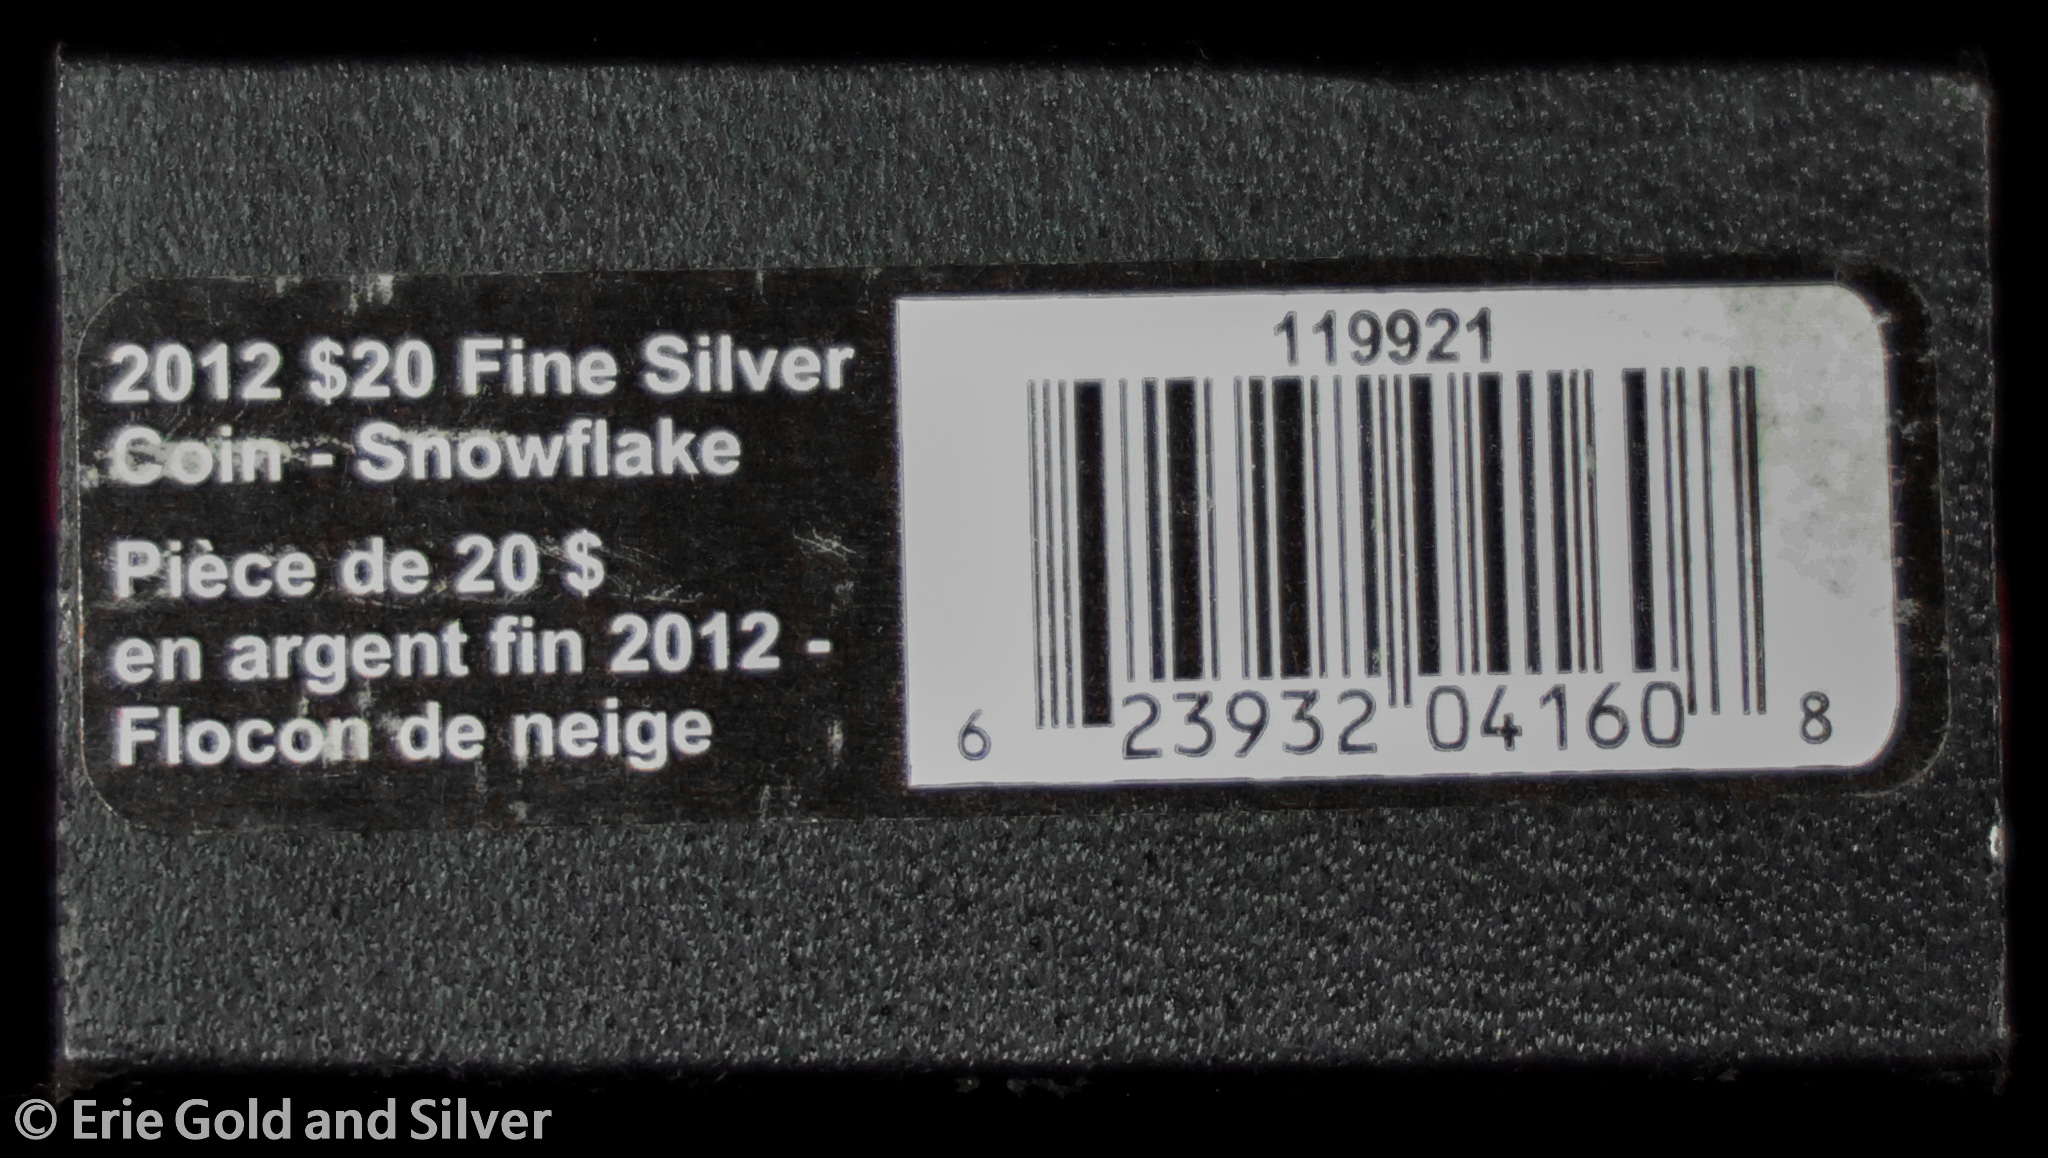 2012 $20 Fine Silver
Coin - Snowflake
Pièce de 20 $
en argent fin 2012 -
Flocon de neige
119921
6 23932 04160 8
© Erie Gold and Silver